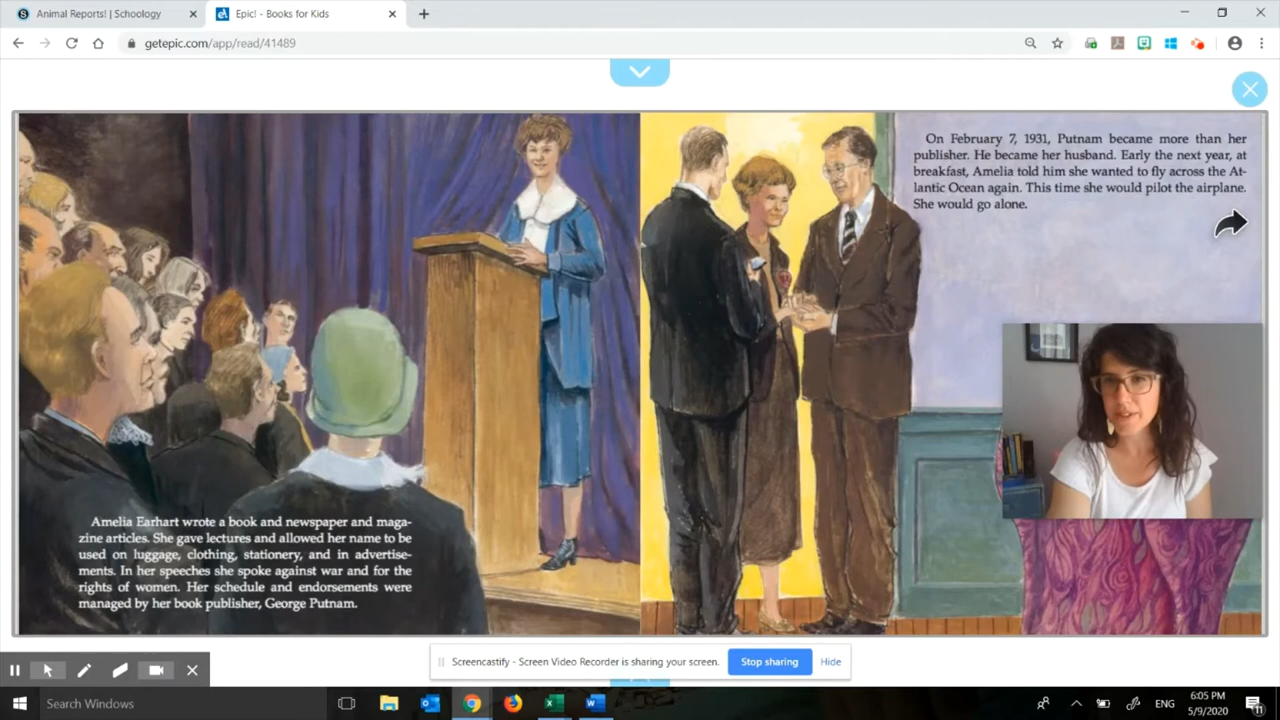 Animal Reports! | Schoology
Epic! - Books for Kids
getepic.com/app/read/41489
Amelia Earhart wrote a book and newspaper and maga-
zine articles. She gave lectures and allowed her name to be
used on luggage, clothing, stationery, and in advertise-
ments. In her speeches she spoke against war and for the
rights of women. Her schedule and endorsements were
managed by her book publisher, George Putnam.
On February 7, 1931, Putnam became more than her
publisher. He became her husband. Early the next year, at
breakfast, Amelia told him she wanted to fly across the At-
lantic Ocean again. This time she would pilot the airplane.
She would go alone.
Screencastify - Screen Video Recorder is sharing your screen.
Stop sharing
Hide
Search Windows
ENG
6:05 PM
5/9/2020
11